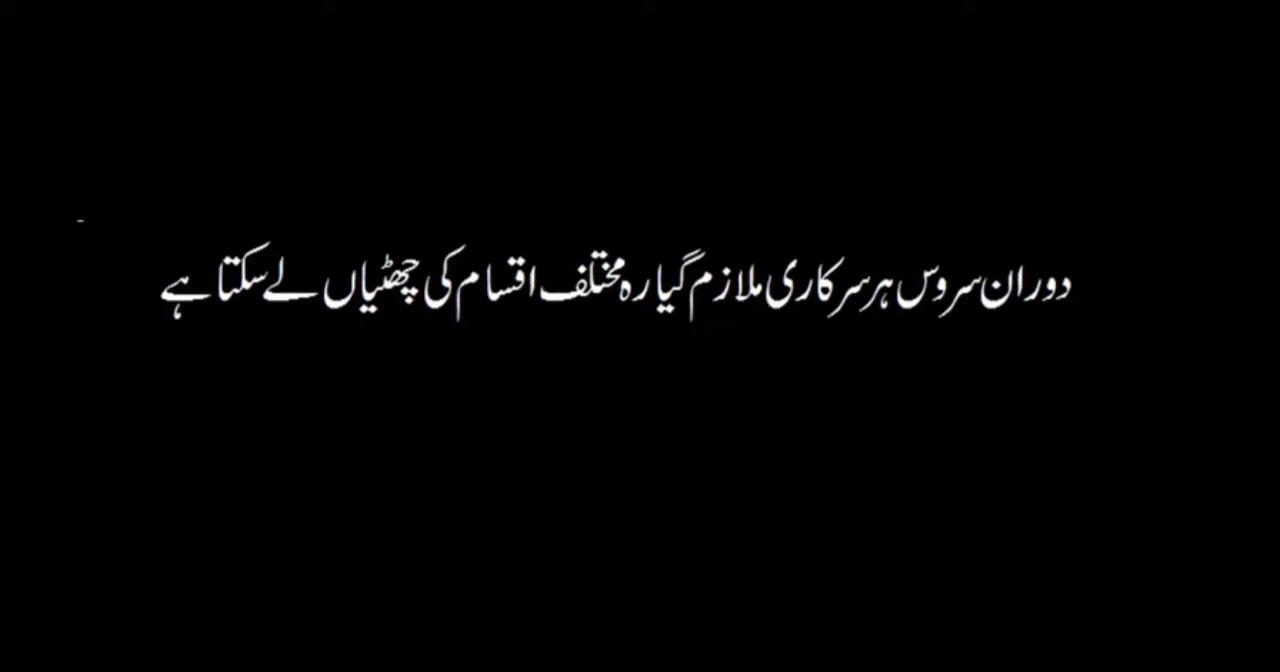 دوران سروس ہر سرکاری ملازم گیارہ مختلف اقسام کی چھٹیاں لے سکتا ہے